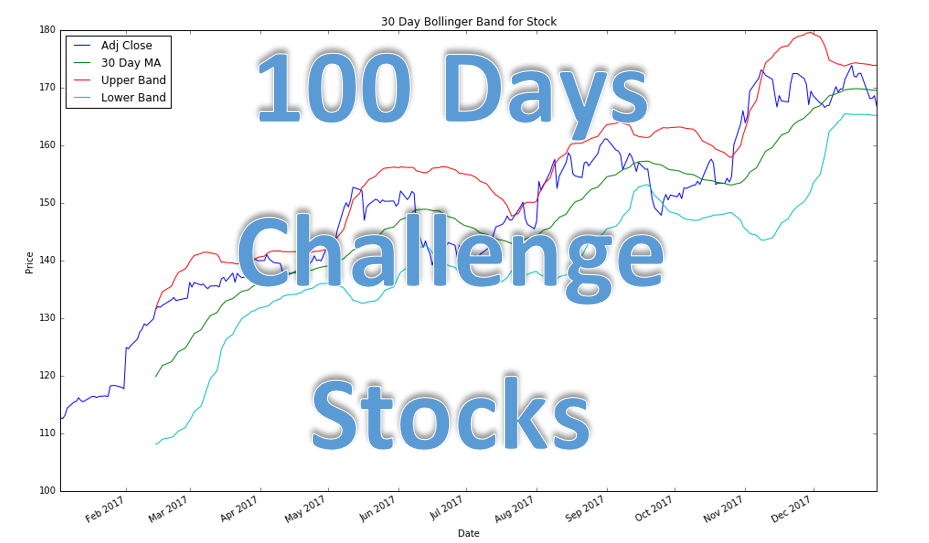 30 Day Bollinger Band for Stock
180
Adj Close
30 Day MA
Upper Band
Lower Band
100 Days
170
160
150
Challenge
Price
140
130
120
Stocks
110
100
Feb 2017
Mar 2017
Apr 2017
May 2017
Jun 2017
Jul 2017
Aug 2017
Sep 2017
Oct 2017
Nov 2017
Dec 2017
Date